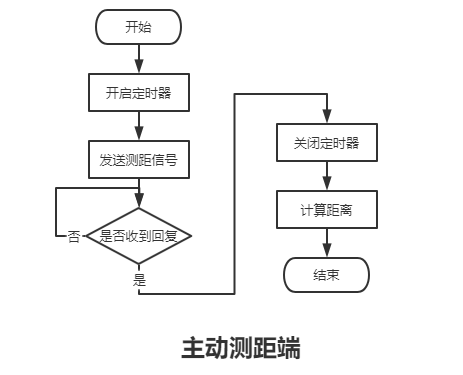 开始
开启定时器
发送测距信号
是否收到回复
否
是
关闭定时器
计算距离
结束
主动测距端